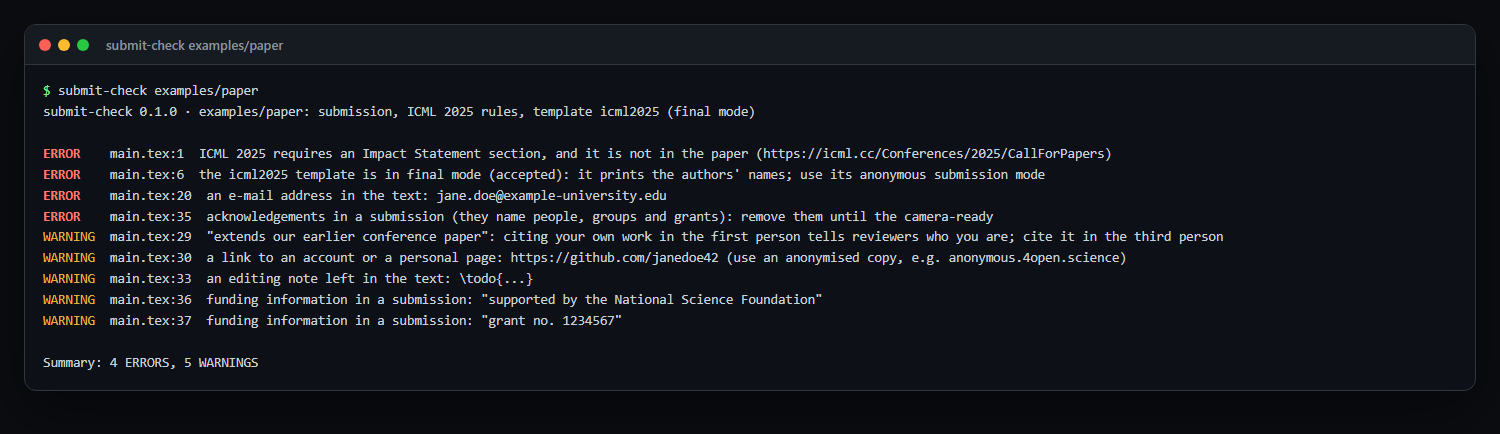 submit-check examples/paper
$ submit-check examples/paper
submit-check 0.1.0 · examples/paper: submission, ICML 2025 rules, template icml2025 (final mode)
ERROR main.tex:1 ICML 2025 requires an Impact Statement section, and it is not in the paper (https://icml.cc/Conferences/2025/CallForPapers)
ERROR main.tex:6 the icml2025 template is in final mode (accepted): it prints the authors' names; use its anonymous submission mode
ERROR main.tex:20 an e-mail address in the text: jane.doe@example-university.edu
ERROR main.tex:35 acknowledgements in a submission (they name people, groups and grants): remove them until the camera-ready
WARNING main.tex:29 "extends our earlier conference paper": citing your own work in the first person tells reviewers who you are; cite it in the third person
WARNING main.tex:30 a link to an account or a personal page: https://github.com/janedoe42 (use an anonymised copy, e.g. anonymous.4open.science)
WARNING main.tex:33 an editing note left in the text: \todo{...}
WARNING main.tex:36 funding information in a submission: "supported by the National Science Foundation"
WARNING main.tex:37 funding information in a submission: "grant no. 1234567"
Summary: 4 ERRORS, 5 WARNINGS